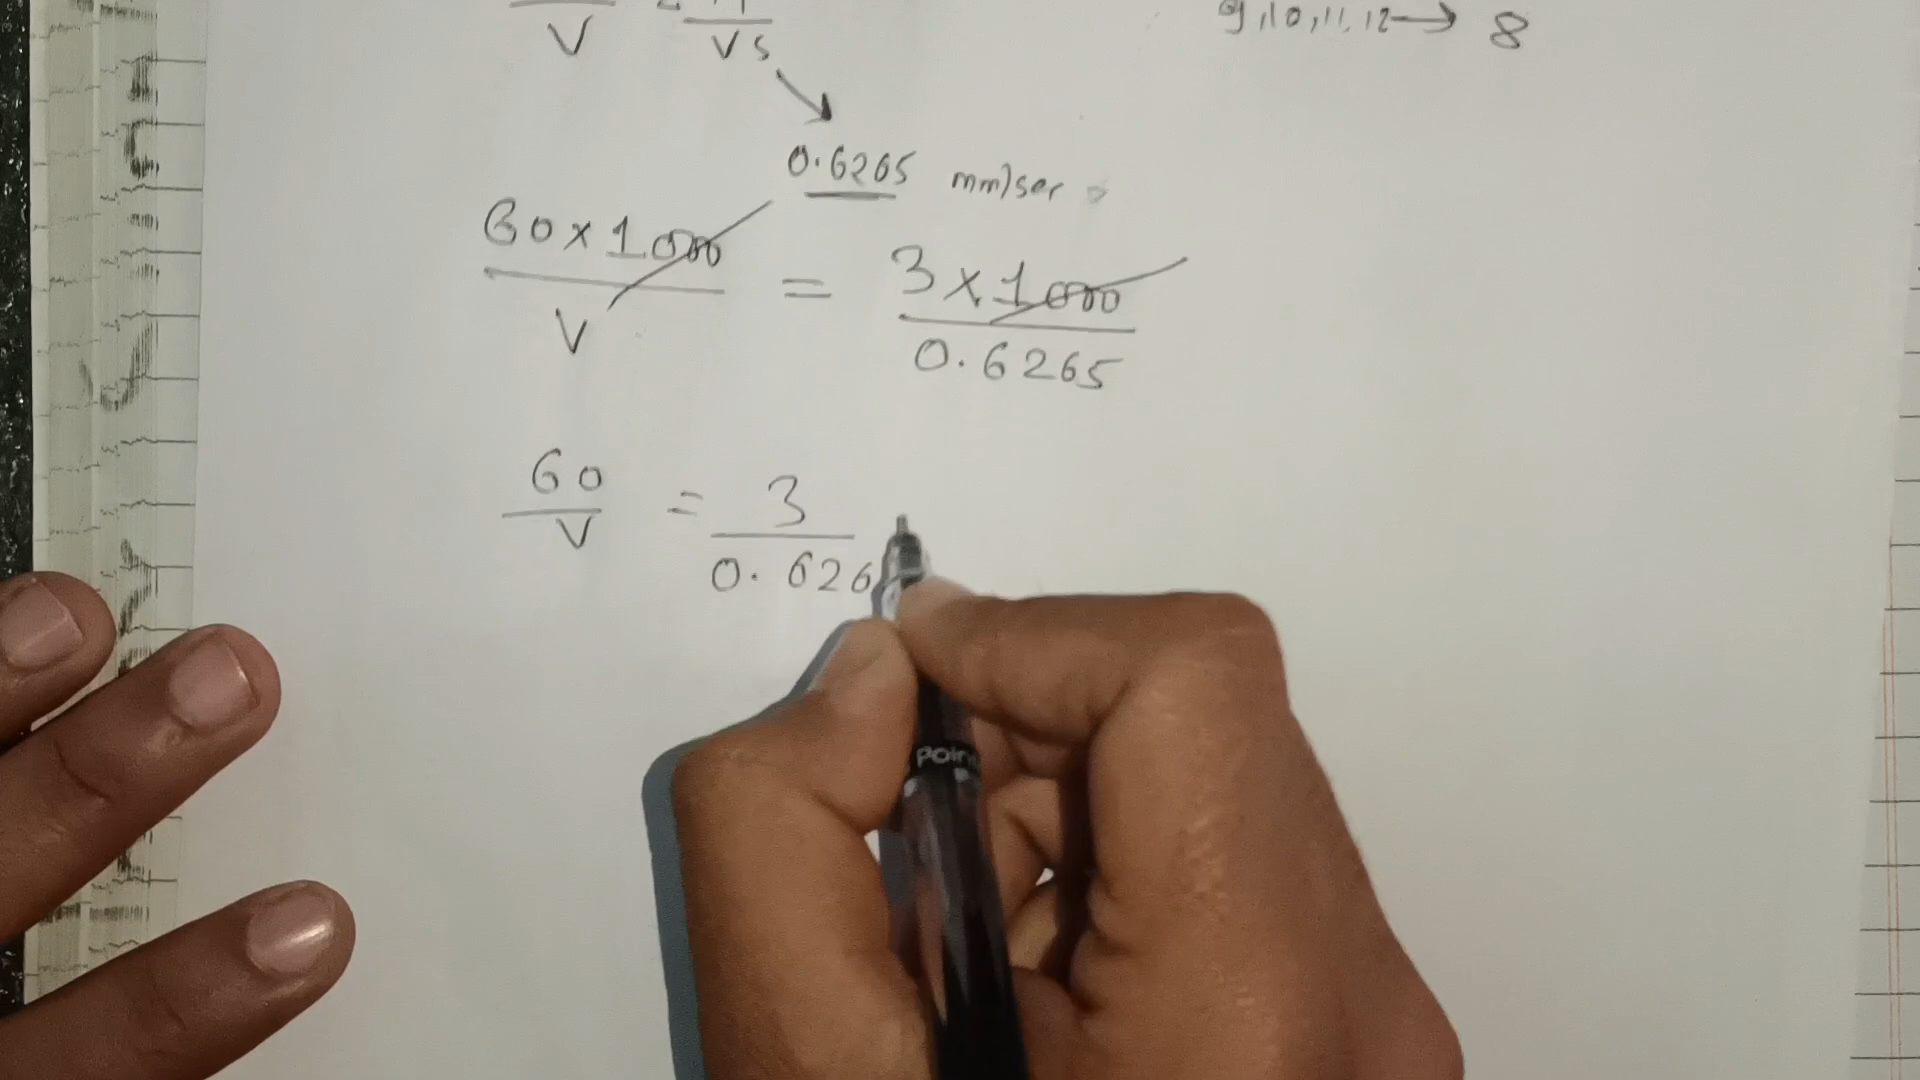 V
Vs
9,10,11,12→ 8
0.6265 mm/sec
60×1000
V
=
3×1000
0.6265
60
V
=
3
0.626
Point